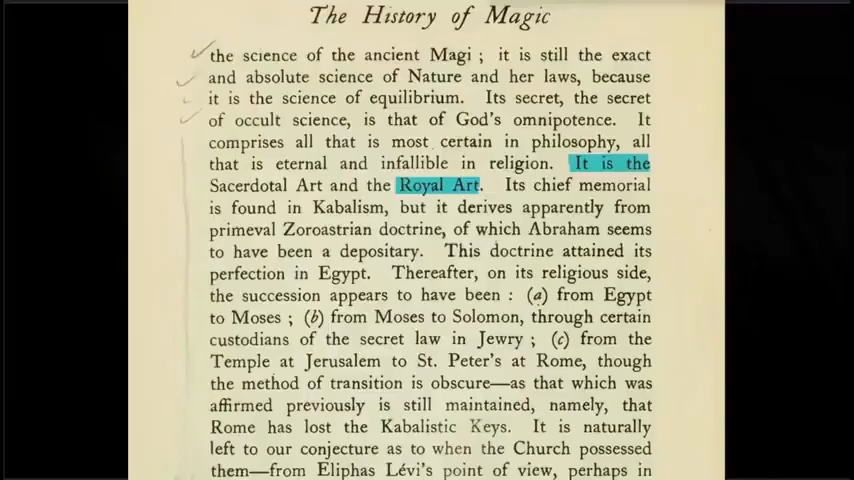 The History of Magic
the science of the ancient Magi ; it is still the exact
and absolute science of Nature and her laws, because
it is the science of equilibrium. Its secret, the secret
of occult science, is that of God's omnipotence. It
comprises all that is most certain in philosophy, all
that is eternal and infallible in religion. It is the
Sacerdotal Art and the Royal Art. Its chief memorial
is found in Kabalism, but it derives apparently from
primeval Zoroastrian doctrine, of which Abraham seems
to have been a depositary. This doctrine attained its
perfection in Egypt. Thereafter, on its religious side,
the succession appears to have been : (a) from Egypt
to Moses ; (b) from Moses to Solomon, through certain
custodians of the secret law in Jewry ; (c) from the
Temple at Jerusalem to St. Peter's at Rome, though
the method of transition is obscure—as that which was
affirmed previously is still maintained, namely, that
Rome has lost the Kabalistic Keys. It is naturally
left to our conjecture as to when the Church possessed
them—from Eliphas Lévi's point of view, perhaps in